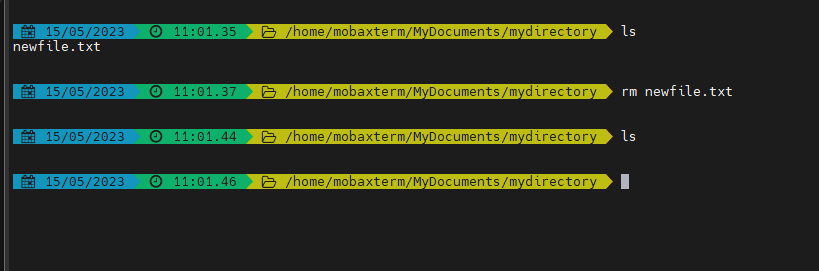 15/05/2023 11:01.35 /home/mobaxterm/MyDocuments/mydirectory ls
newfile.txt
15/05/2023 11:01.37 /home/mobaxterm/MyDocuments/mydirectory rm newfile.txt
15/05/2023 11:01.44 /home/mobaxterm/MyDocuments/mydirectory ls
15/05/2023 11:01.46 /home/mobaxterm/MyDocuments/mydirectory